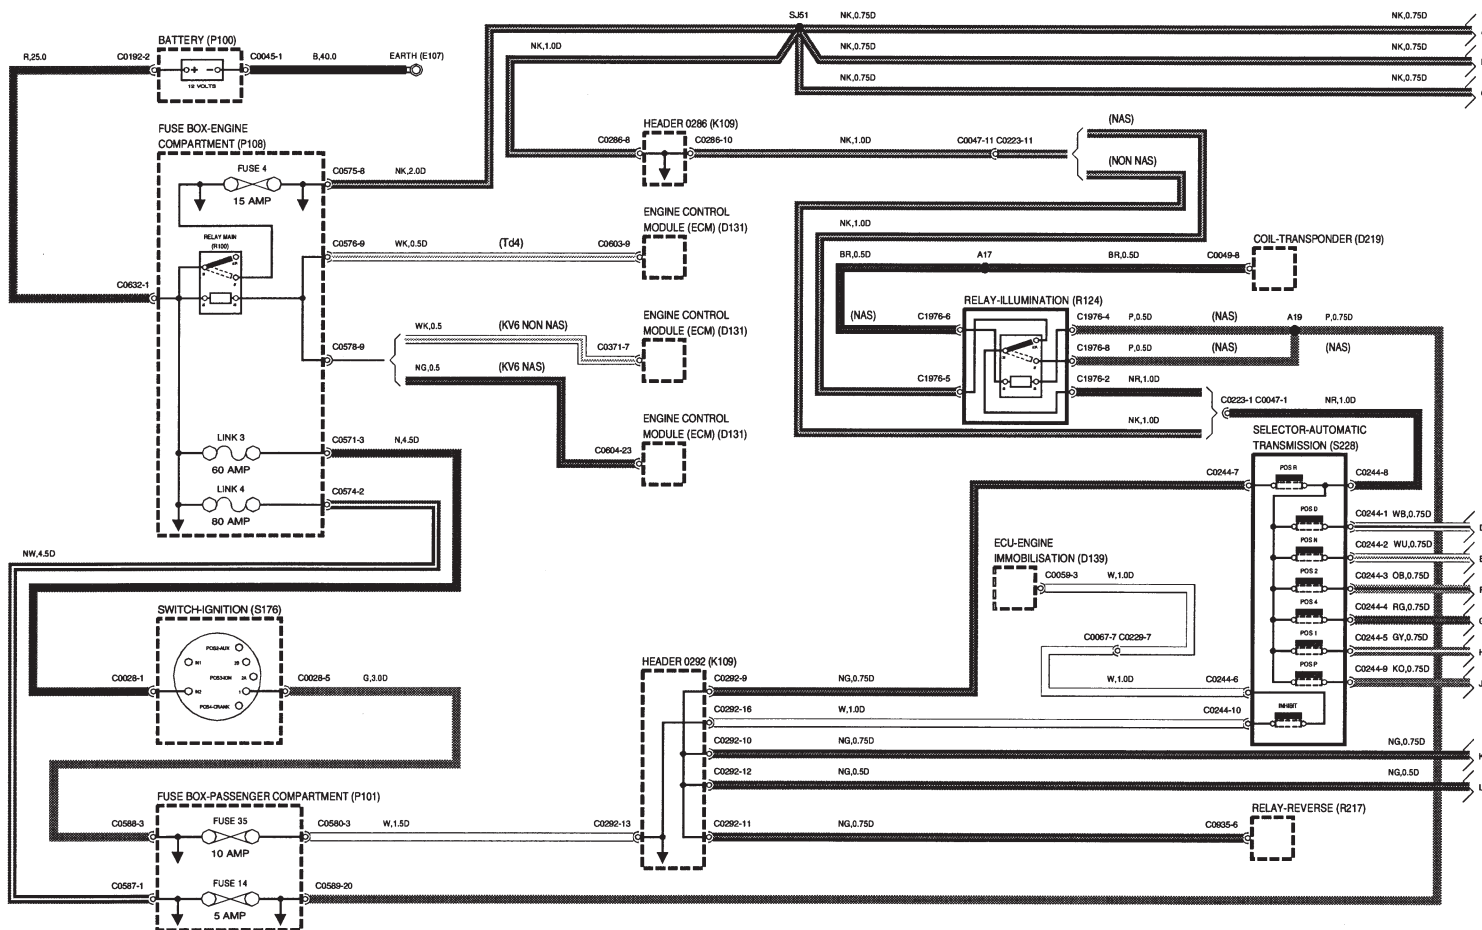 SJ51
NK,0.75D
NK,0.75D
NK,1.0D
NK,0.75D
NK,0.75D
NK,0.75D
NK,0.75D
BATTERY (P100)
R,25.0
C0192-2
C0045-1
B,40.0
EARTH (E107)
+ -
12 VOLTS
FUSE BOX-ENGINE
COMPARTMENT (P108)
FUSE 4
15 AMP
C0575-8
NK,2.0D
HEADER 0286 (K109)
C0286-8
C0286-10
NK,1.0D
C0047-11 C0223-11
(NAS)
(NON NAS)
RELAY MAIN
(R100)
C0576-9
WK,0.5D
(Td4)
C0603-9
ENGINE CONTROL
MODULE (ECM) (D131)
NK,1.0D
COIL-TRANSPONDER (D219)
BR,0.5D
A17
BR,0.5D
C0049-8
C0632-1
RELAY-ILLUMINATION (R124)
(NAS)
C1976-6
C1976-4
P,0.5D
(NAS)
A19
P,0.75D
C1976-8
P,0.5D
(NAS)
(NAS)
C0578-9
WK,0.5
(KV6 NON NAS)
C0371-7
ENGINE CONTROL
MODULE (ECM) (D131)
NG,0.5
(KV6 NAS)
C1976-5
C1976-2
NR,1.0D
NK,1.0D
C0223-1 C0047-1
NR,1.0D
ENGINE CONTROL
MODULE (ECM) (D131)
C0604-23
LINK 3
60 AMP
C0571-3
N,4.5D
LINK 4
80 AMP
C0574-2
SELECTOR-AUTOMATIC
TRANSMISSION (S228)
C0244-7
POS R
C0244-8
POS D
C0244-1 WB,0.75D
D
POS N
C0244-2 WU,0.75D
POS 2
C0244-3 OB,0.75D
POS 4
C0244-4 RG,0.75D
POS 1
C0244-5 GY,0.75D
H
POS P
C0244-9 KO,0.75D
J
INHIBIT
NW,4.5D
ECU-ENGINE
IMMOBILISATION (D139)
C0059-3
W,1.0D
C0067-7 C0229-7
W,1.0D
C0244-6
C0244-10
SWITCH-IGNITION (S176)
POS2-AUX
IN1
2B
POS3-IGN
2A
IN2
1
POS4-CRANK
C0028-1
C0028-5
G,3.0D
HEADER 0292 (K109)
C0292-9
NG,0.75D
C0292-16
W,1.0D
C0292-10
NG,0.75D
NG,0.75D
K
C0292-12
NG,0.5D
NG,0.5D
L
FUSE BOX-PASSENGER COMPARTMENT (P101)
C0588-3
FUSE 35
10 AMP
C0580-3
W,1.5D
C0292-13
C0292-11
NG,0.75D
C0935-6
RELAY-REVERSE (R217)
C0587-1
FUSE 14
5 AMP
C0589-20